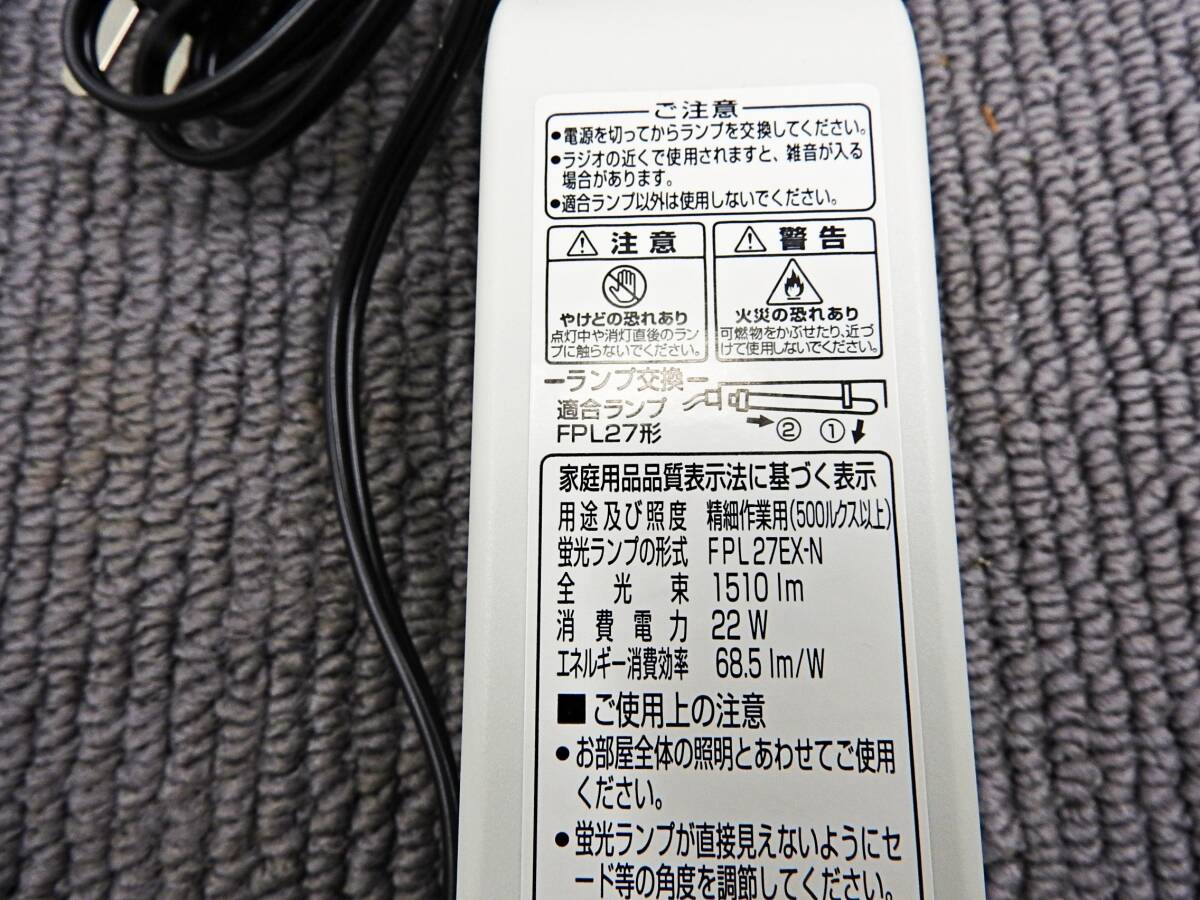 ご注意
●電源を切ってからランプを交換してください。
●ラジオの近くで使用されますと、雑音が入る
場合があります。
●適合ランプ以外は使用しないでください。
⚠注意
やけどの恐れあり
点灯中や消灯直後のラン
プに触らないでください。
⚠警告
火災の恐れあり
可燃物をかぶせたり、近づ
けて使用しないでください。
ランプ交換
適合ランプ
FPL27形
② ①
家庭用品品質表示法に基づく表示
用途及び照度 精細作業用(500ルクス以上)
蛍光ランプの形式 FPL27EX-N
全光束 1510 lm
消費電力 22 W
エネルギー消費効率 68.5 lm/W
■ご使用上の注意
●お部屋全体の照明とあわせてご使用
ください。
●蛍光ランプが直接見えないようにセ
ード等の角度を調節してください。